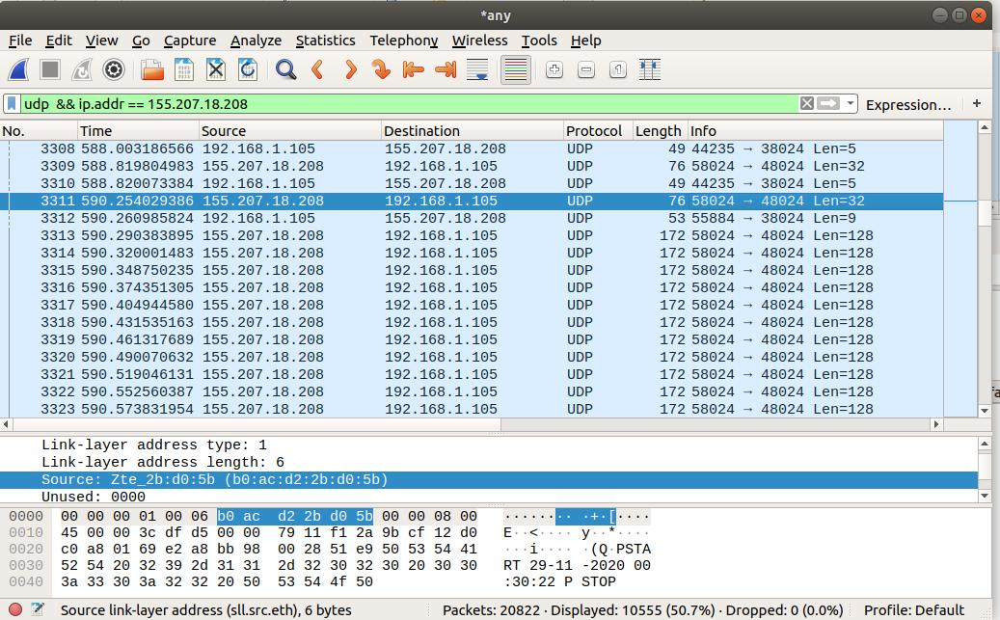 *any
File Edit View Go Capture Analyze Statistics Telephony Wireless Tools Help
udp && ip.addr == 155.207.18.208 Expression… +
No. Time Source Destination Protocol Length Info
3308 588.003186566 192.168.1.105 155.207.18.208 UDP 49 44235 → 38024 Len=5
3309 588.819804983 155.207.18.208 192.168.1.105 UDP 76 58024 → 48024 Len=32
3310 588.820073384 192.168.1.105 155.207.18.208 UDP 49 44235 → 38024 Len=5
3311 590.254029386 155.207.18.208 192.168.1.105 UDP 76 58024 → 48024 Len=32
3312 590.260985824 192.168.1.105 155.207.18.208 UDP 53 55884 → 38024 Len=9
3313 590.290383895 155.207.18.208 192.168.1.105 UDP 172 58024 → 48024 Len=128
3314 590.320001483 155.207.18.208 192.168.1.105 UDP 172 58024 → 48024 Len=128
3315 590.348750235 155.207.18.208 192.168.1.105 UDP 172 58024 → 48024 Len=128
3316 590.374351305 155.207.18.208 192.168.1.105 UDP 172 58024 → 48024 Len=128
3317 590.404944580 155.207.18.208 192.168.1.105 UDP 172 58024 → 48024 Len=128
3318 590.431535163 155.207.18.208 192.168.1.105 UDP 172 58024 → 48024 Len=128
3319 590.461317689 155.207.18.208 192.168.1.105 UDP 172 58024 → 48024 Len=128
3320 590.490070632 155.207.18.208 192.168.1.105 UDP 172 58024 → 48024 Len=128
3321 590.519046131 155.207.18.208 192.168.1.105 UDP 172 58024 → 48024 Len=128
3322 590.552560387 155.207.18.208 192.168.1.105 UDP 172 58024 → 48024 Len=128
3323 590.573831954 155.207.18.208 192.168.1.105 UDP 172 58024 → 48024 Len=128
Link-layer address type: 1
Link-layer address length: 6
Source: Zte_2b:d0:5b (b0:ac:d2:2b:d0:5b)
Unused: 0000
0000 00 00 00 01 00 06 b0 ac d2 2b d0 5b 00 00 08 00 ········ ·+·[····
0010 45 00 00 3c df d5 00 00 79 11 f1 2a 9b cf 12 d0 E··<···· y··*····
0020 c0 a8 01 69 e2 a8 bb 98 00 28 51 e9 50 53 54 41 ···i···· ·(Q·PSTA
0030 52 54 20 32 39 2d 31 31 2d 32 30 32 30 20 30 30 RT 29-11 -2020 00
0040 3a 33 30 3a 32 32 20 50 53 54 4f 50 :30:22 P STOP
Source link-layer address (sll.src.eth), 6 bytes Packets: 20822 · Displayed: 10555 (50.7%) · Dropped: 0 (0.0%) Profile: Default